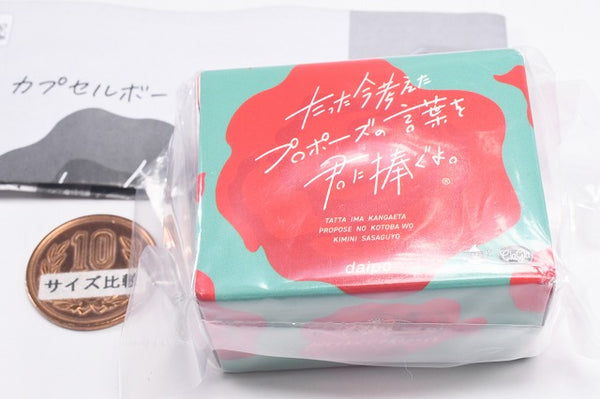 カプセルボー
たった今考えた
プロポーズの言葉を
君に捧ぐよ。
®
TATTA IMA KANGAETA
PROPOSE NO KOTOBA WO
KIMINI SASAGUYO
daipo
10
サイズ比較